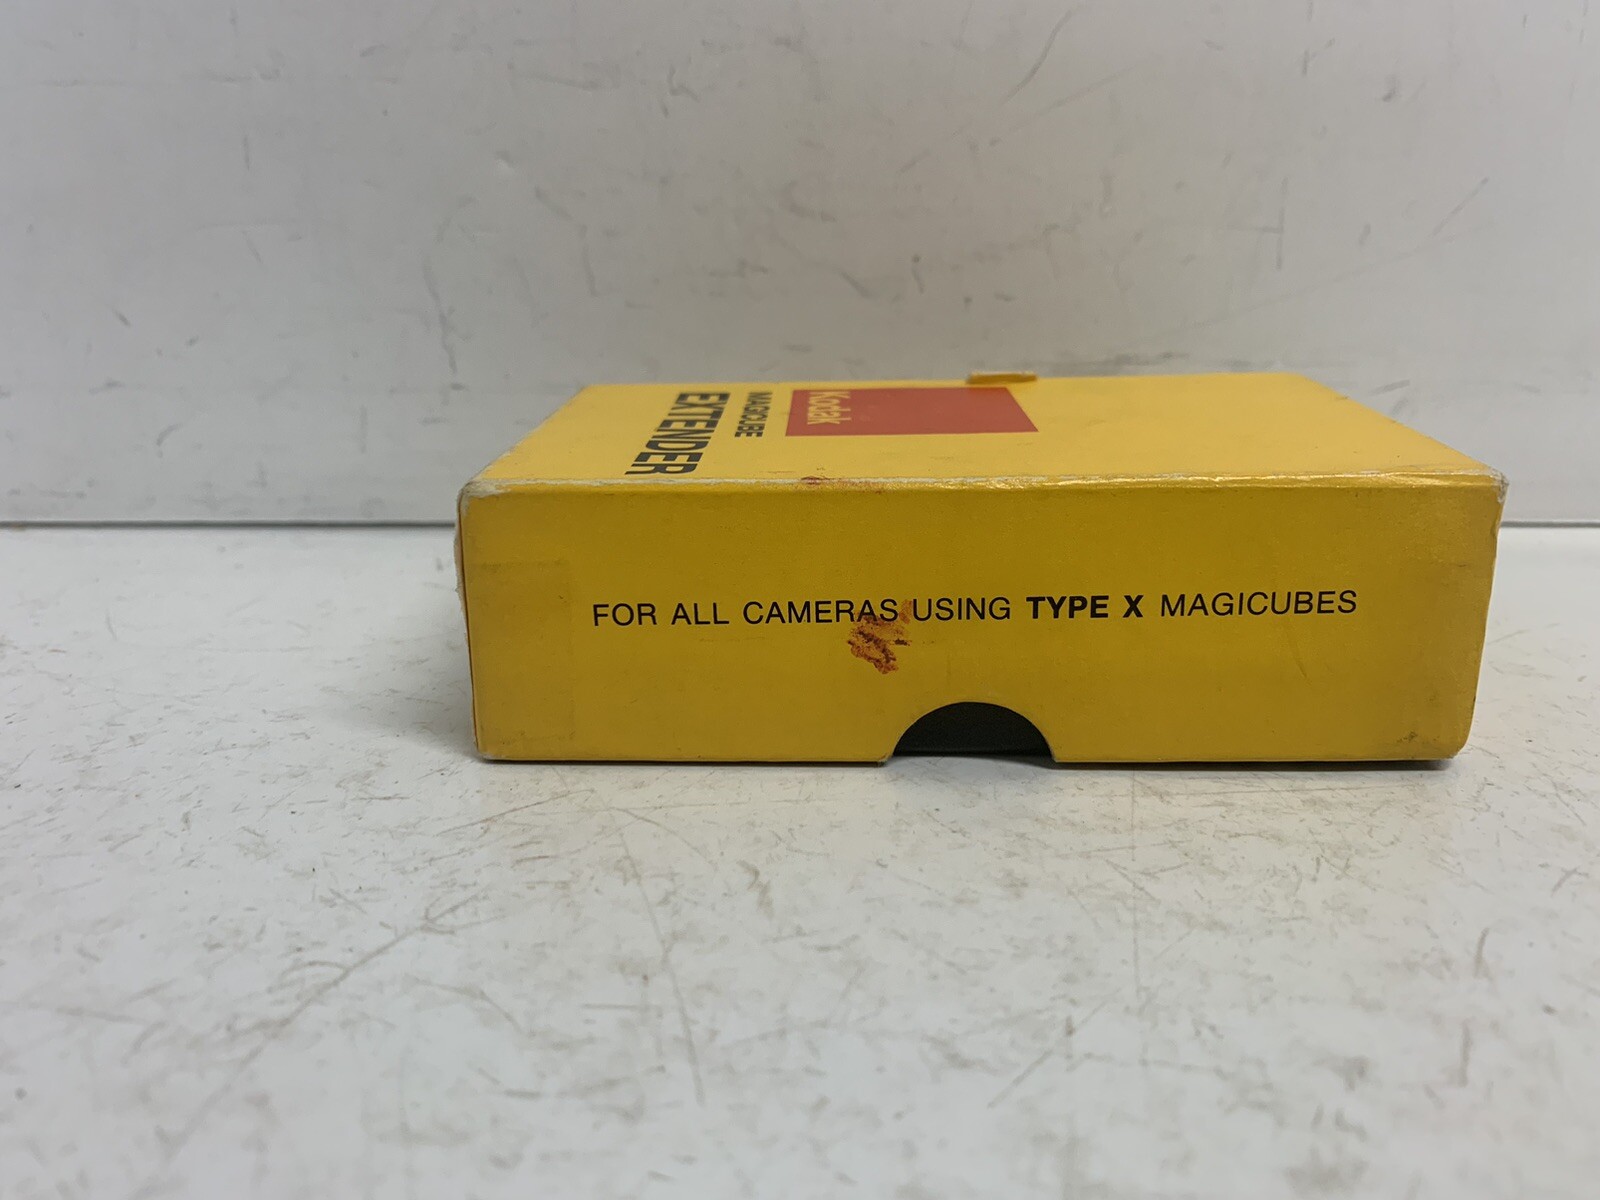 Kodak
MAGICUBE
EXTENDER
FOR ALL CAMERAS USING TYPE X MAGICUBES